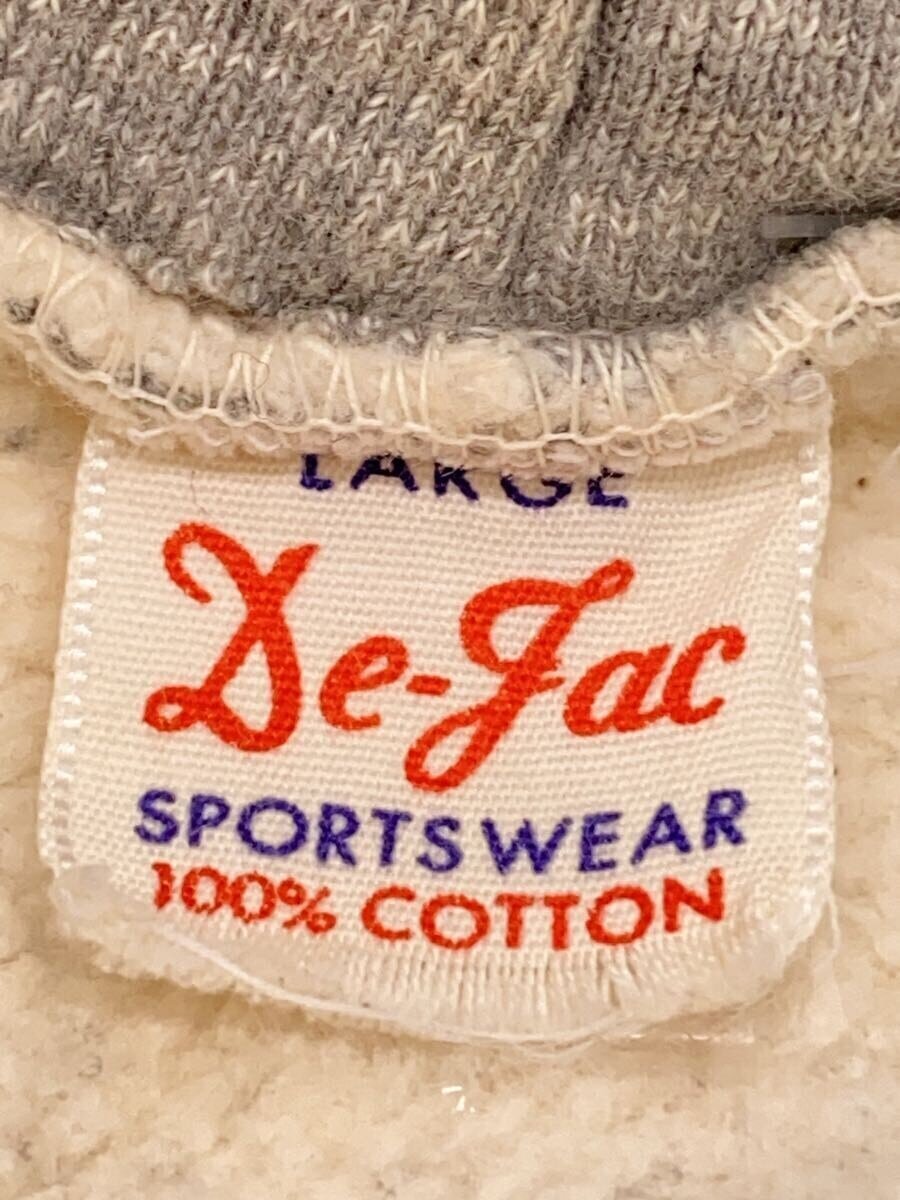 LARGE
De-Jac
SPORTSWEAR
100% COTTON